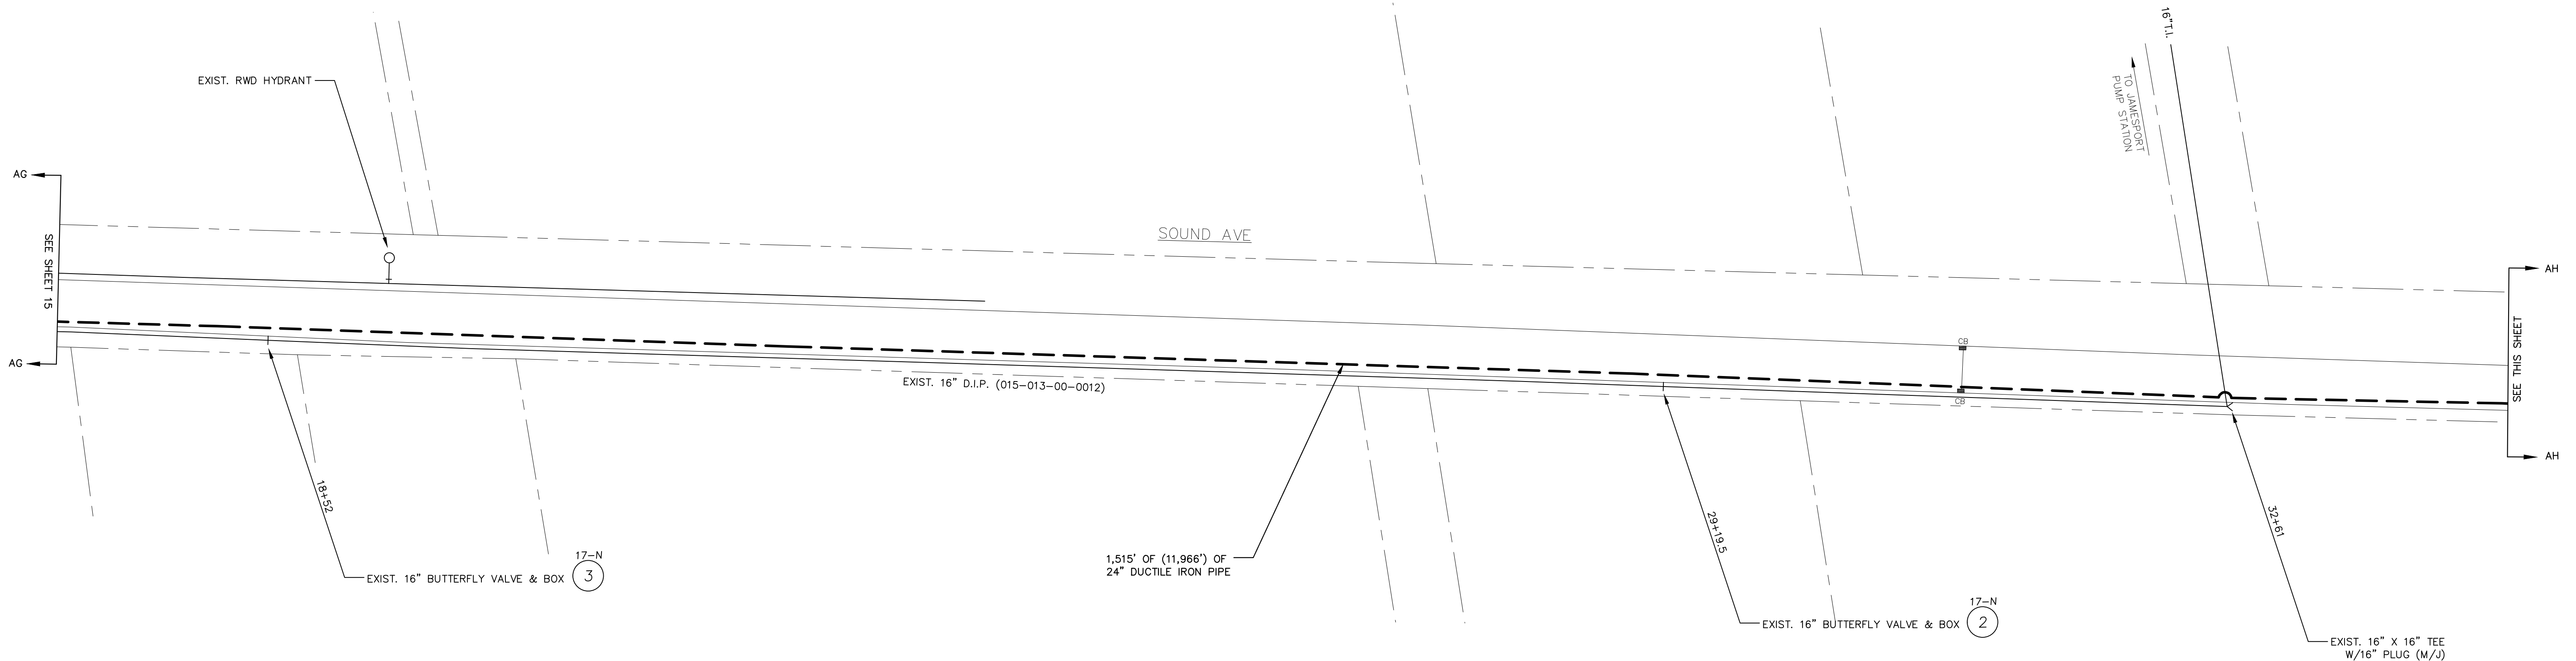 16"T.I.
EXIST. RWD HYDRANT
TO JAMESPORT
PUMP STATION
AG
SOUND AVE
SEE SHEET 15
AH
CB
SEE THIS SHEET
AG
EXIST. 16" D.I.P. (015-013-00-0012)
CB
AH
18+52
29+19.5
32+61
17-N
EXIST. 16" BUTTERFLY VALVE & BOX 3
1,515' OF (11,966') OF
24" DUCTILE IRON PIPE
17-N
EXIST. 16" BUTTERFLY VALVE & BOX 2
EXIST. 16" X 16" TEE
W/16" PLUG (M/J)